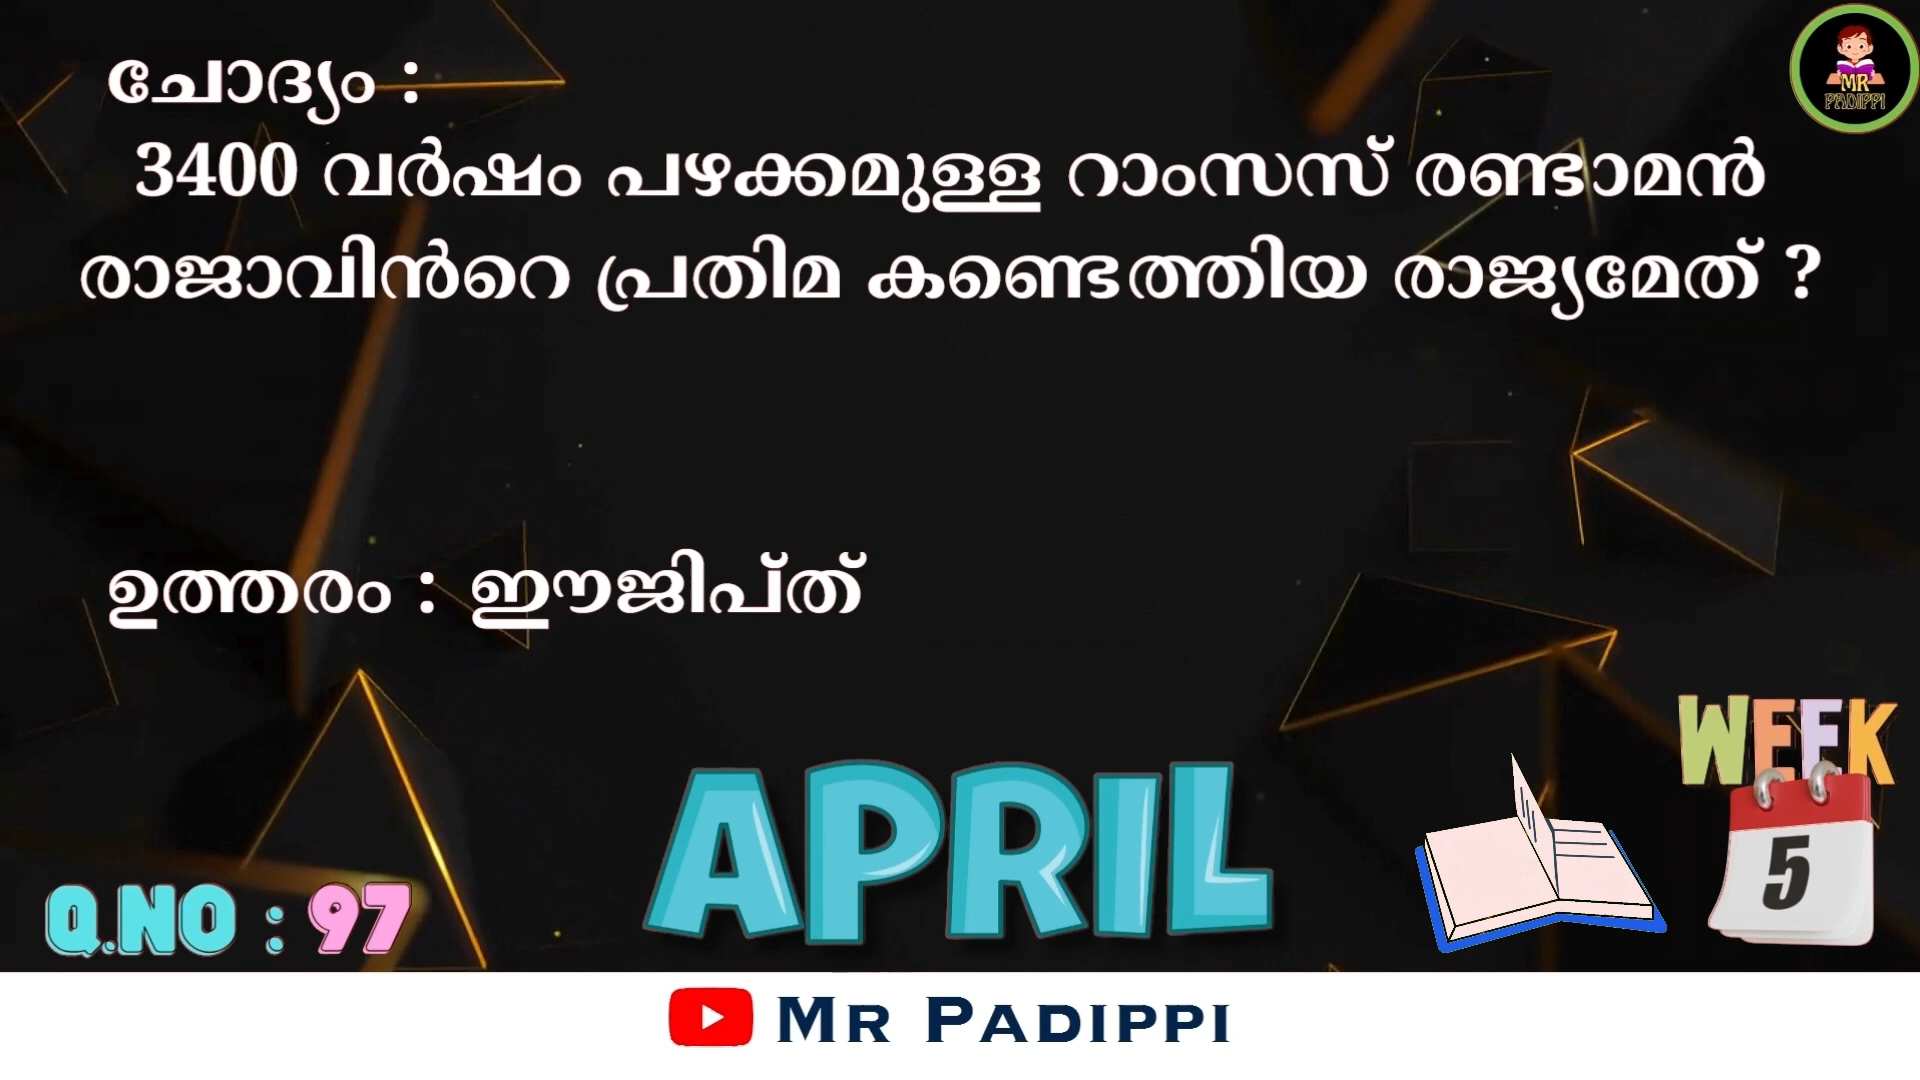 ചോദ്യം :
3400 വർഷം പഴക്കമുള്ള റാംസസ് രണ്ടാമൻ
രാജാവിൻറെ പ്രതിമ കണ്ടെത്തിയ രാജ്യമേത് ?
ഉത്തരം : ഈജിപ്ത്
MR
PADIPPI
WEEK
5
APRIL
Q.NO : 97
MR PADIPPI